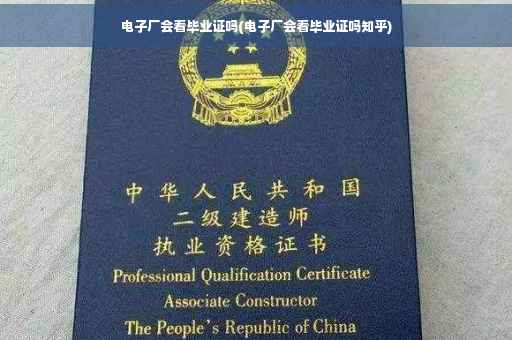 电子厂会看毕业证吗(电子厂会看毕业证吗知乎)
中华人民共和国
二级建造师
执业资格证书
Professional Qualification Certificate
Associate Constructor
The People's Republic of China